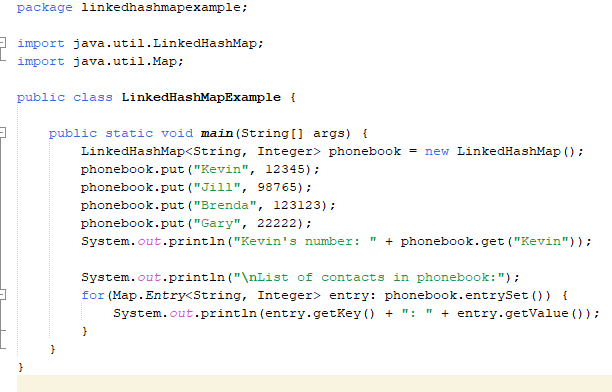 package linkedhashmapexample;
import java.util.LinkedHashMap;
import java.util.Map;
public class LinkedHashMapExample {
public static void main(String[] args) {
LinkedHashMap<String, Integer> phonebook = new LinkedHashMap();
phonebook.put("Kevin", 12345);
phonebook.put("Jill", 98765);
phonebook.put("Brenda", 123123);
phonebook.put("Gary", 22222);
System.out.println("Kevin's number: " + phonebook.get("Kevin"));
System.out.println("\nList of contacts in phonebook:");
for(Map.Entry<String, Integer> entry: phonebook.entrySet()) {
System.out.println(entry.getKey() + ": " + entry.getValue());
}
}
}